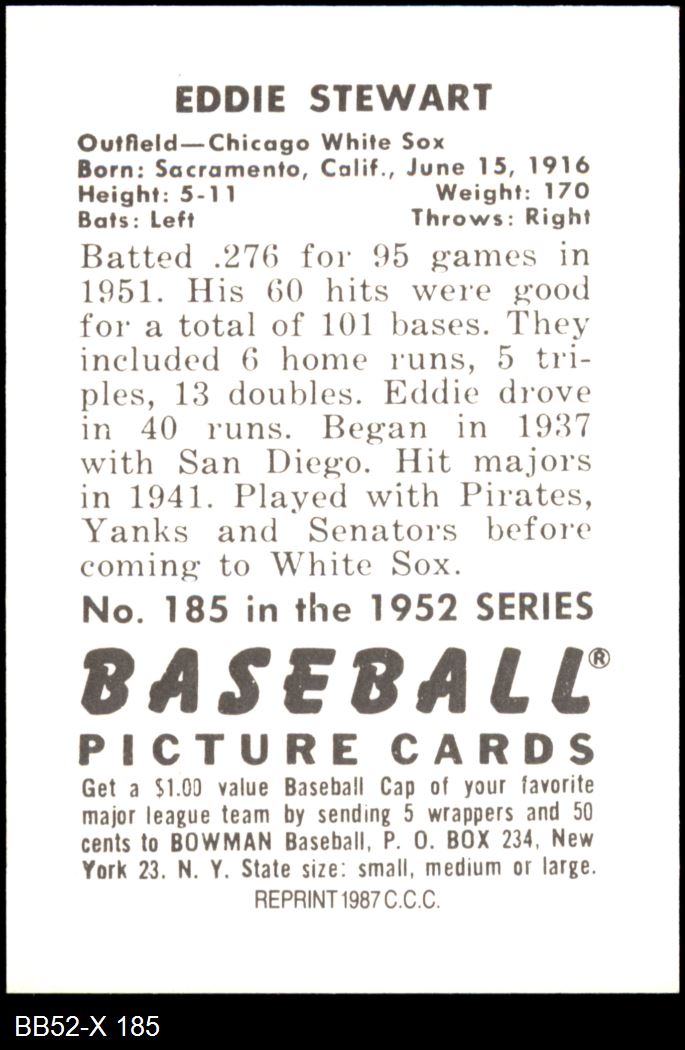 EDDIE STEWART
Outfield—Chicago White Sox
Born: Sacramento, Calif., June 15, 1916
Height: 5-11 Weight: 170
Bats: Left Throws: Right
Batted .276 for 95 games in
1951. His 60 hits were good
for a total of 101 bases. They
included 6 home runs, 5 tri-
ples, 13 doubles. Eddie drove
in 40 runs. Began in 1937
with San Diego. Hit majors
in 1941. Played with Pirates,
Yanks and Senators before
coming to White Sox.
No. 185 in the 1952 SERIES
BASEBALL®
PICTURE CARDS
Get a $1.00 value Baseball Cap of your favorite
major league team by sending 5 wrappers and 50
cents to BOWMAN Baseball, P. O. BOX 234, New
York 23. N. Y. State size: small, medium or large.
REPRINT 1987 C.C.C.
BB52-X 185